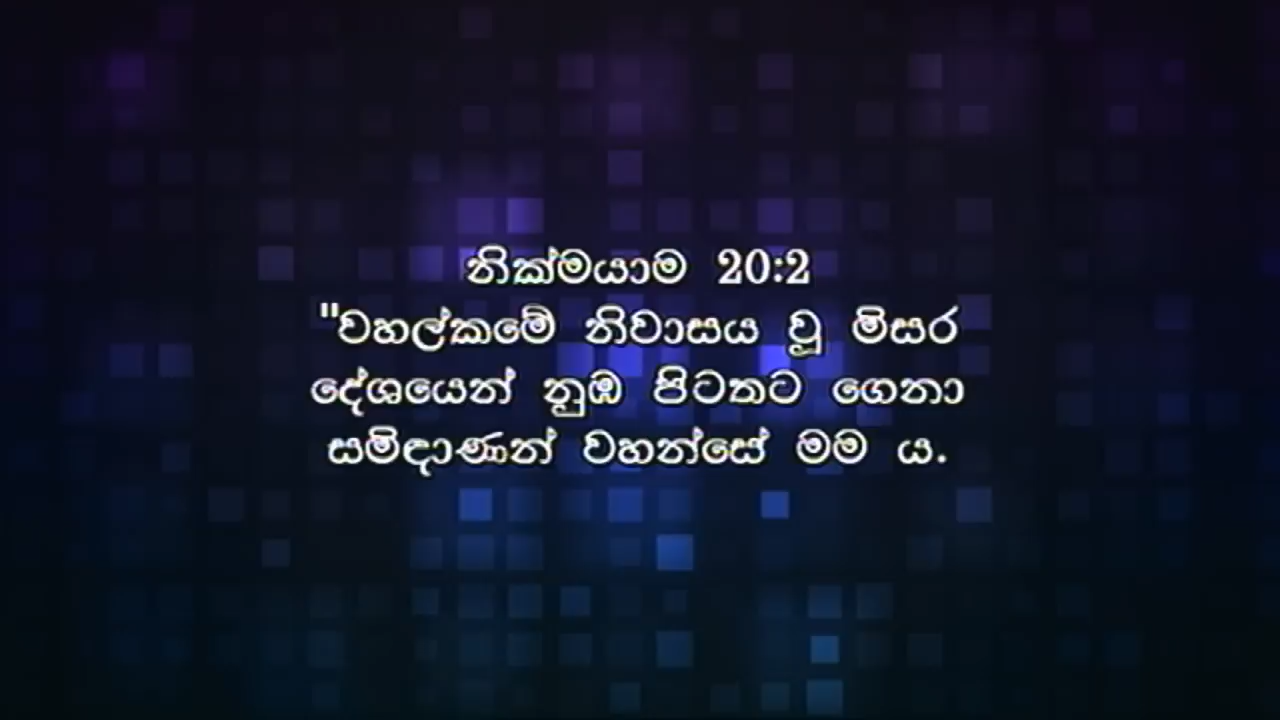 නික්මයාම 20:2
"වහල්කමේ නිවාසය වූ මිසර
දේශයෙන් නුඹ පිටතට ගෙනා
සමිඳාණන් වහන්සේ මම ය.